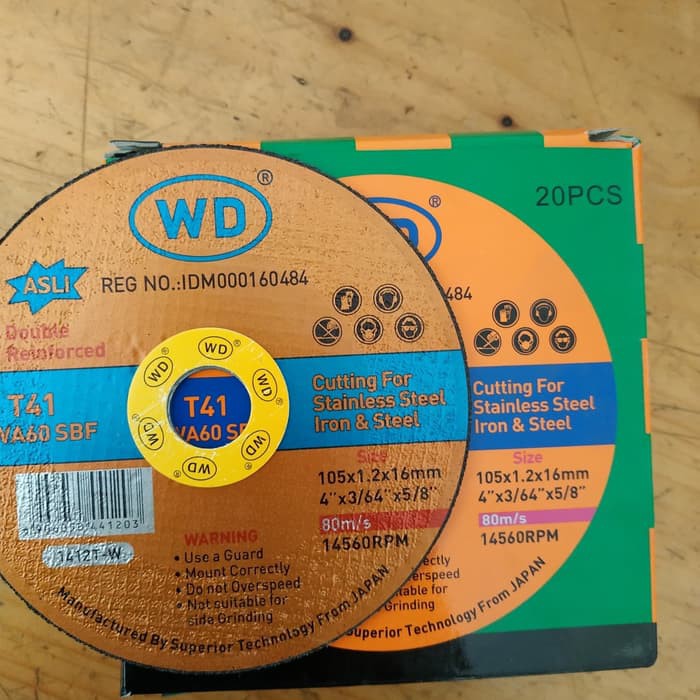 WD®
REG NO.:IDM000160484
ASLi
Double
Reinforced
T41
WA60 SBF
WD® WD® WD® WD® WD® WD®
T41
WA60 SBF
Cutting For
Stainless Steel
Iron & Steel
Size
105x1.2x16mm
4"x3/64"x5/8"
80m/s
14560RPM
441203
1412T-W
WARNING
• Use a Guard
• Mount Correctly
• Do not Overspeed
• Not suitable for
side Grinding
Manufactured By Superior Technology From JAPAN
20PCS
®
484
Cutting For
Stainless Steel
Iron & Steel
Size
105x1.2x16mm
4"x3/64"x5/8"
80m/s
14560RPM
rectly
verspeed
table for
Grinding
Superior Technology From JAPAN